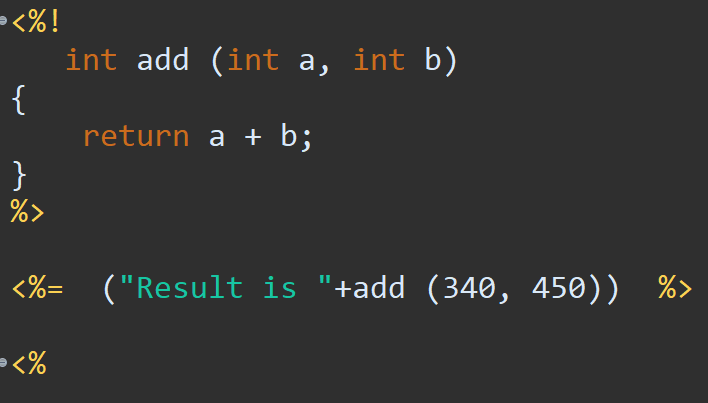 <%!
int add (int a, int b)
{
return a + b;
}
%>
<%= ("Result is "+add (340, 450)) %>
<%